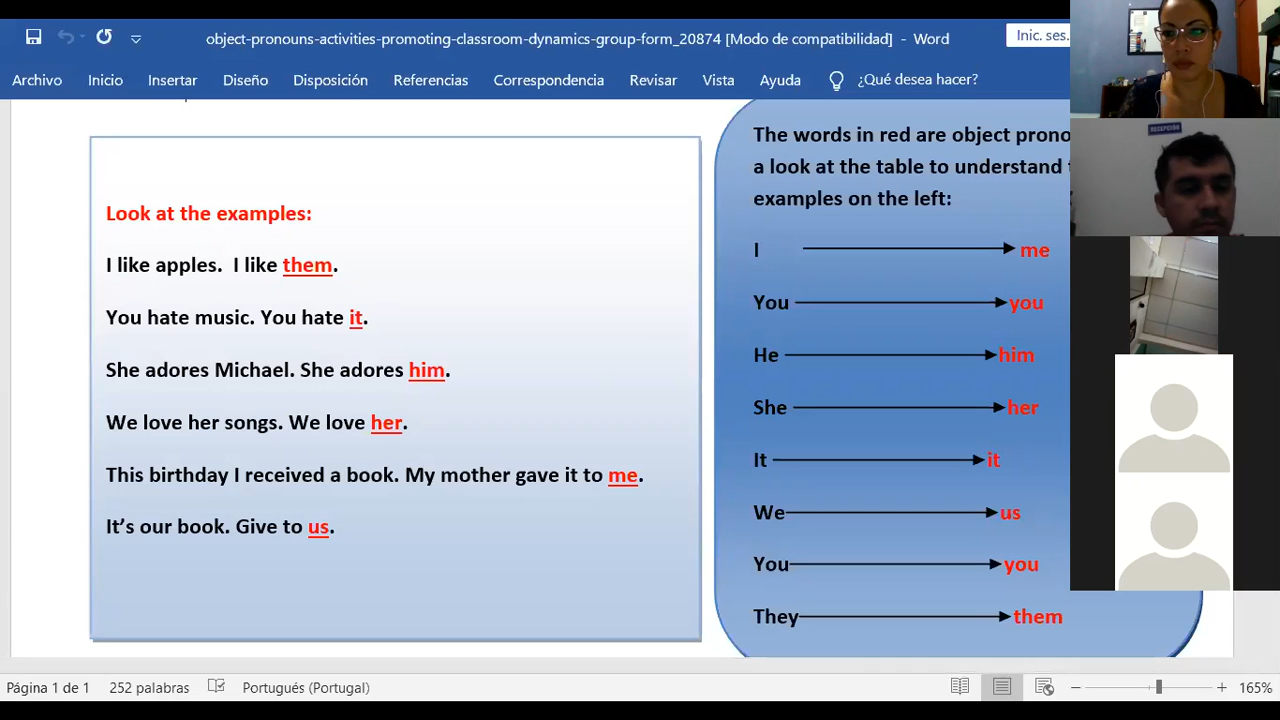 object-pronouns-activities-promoting-classroom-dynamics-group-form_20874 [Modo de compatibilidad] - Word
Inic. ses.
Archivo Inicio Insertar Diseño Disposición Referencias Correspondencia Revisar Vista Ayuda ¿Qué desea hacer?
RECEPCIÓN
Look at the examples:
I like apples. I like them.
You hate music. You hate it.
She adores Michael. She adores him.
We love her songs. We love her.
This birthday I received a book. My mother gave it to me.
It's our book. Give to us.
The words in red are object
a look at the table to understand
examples on the left:
I me
You you
He him
She her
It it
We us
You you
They them
Página 1 de 1 252 palabras Português (Portugal) 165%